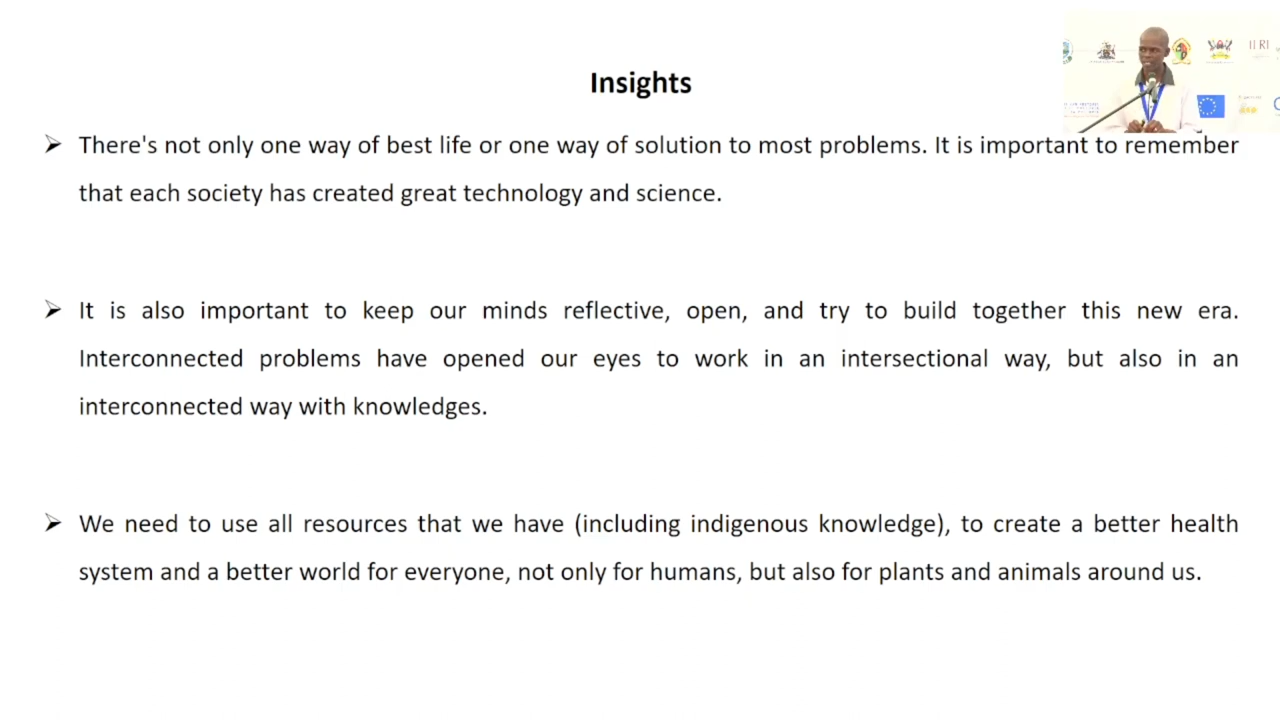 Insights
There's not only one way of best life or one way of solution to most problems. It is important to remember
that each society has created great technology and science.
It is also important to keep our minds reflective, open, and try to build together this new era.
Interconnected problems have opened our eyes to work in an intersectional way, but also in an
interconnected way with knowledges.
We need to use all resources that we have (including indigenous knowledge), to create a better health
system and a better world for everyone, not only for humans, but also for plants and animals around us.